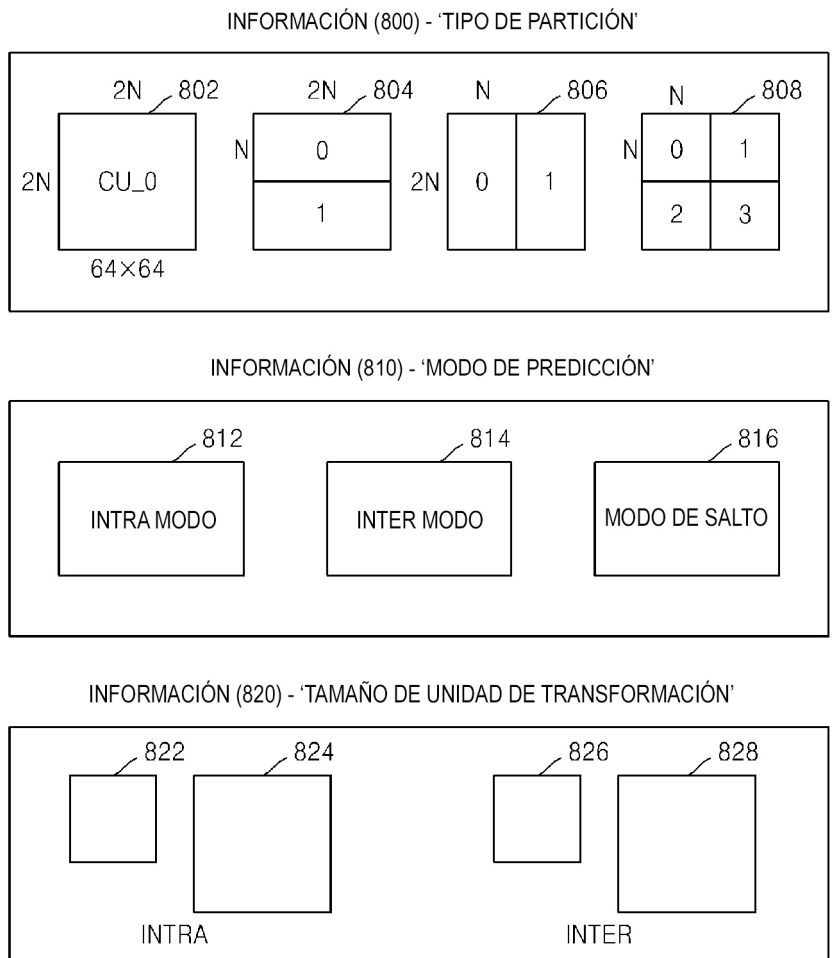 INFORMACIÓN (800) - ‘TIPO DE PARTICIÓN’
2N 802 2N 804 N 806 N 808
2N CU_0 N 0 2N 0 1 N 0 1
1 2 3
64×64
INFORMACIÓN (810) - ‘MODO DE PREDICCIÓN’
812 814 816
INTRA MODO INTER MODO MODO DE SALTO
INFORMACIÓN (820) - ‘TAMAÑO DE UNIDAD DE TRANSFORMACIÓN’
822 824 826 828
INTRA INTER